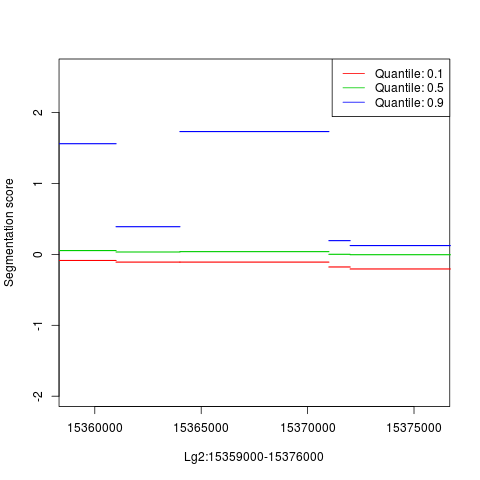 Quantile: 0.1
Quantile: 0.5
Quantile: 0.9
2
1
0
-1
-2
Segmentation score
15360000 15365000 15370000 15375000
Lg2:15359000-15376000